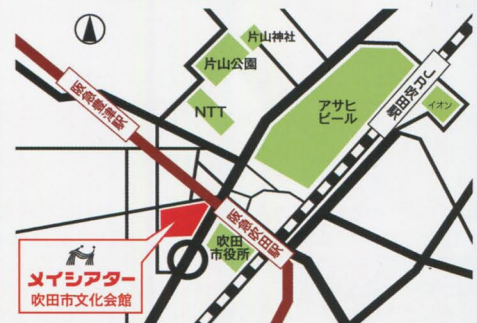 片山神社
片山公園
NTT
アサヒ
ビール
JR吹田駅
イオン
阪急豊津駅
阪急吹田駅
吹田
市役所
メイシアター
吹田市文化会館